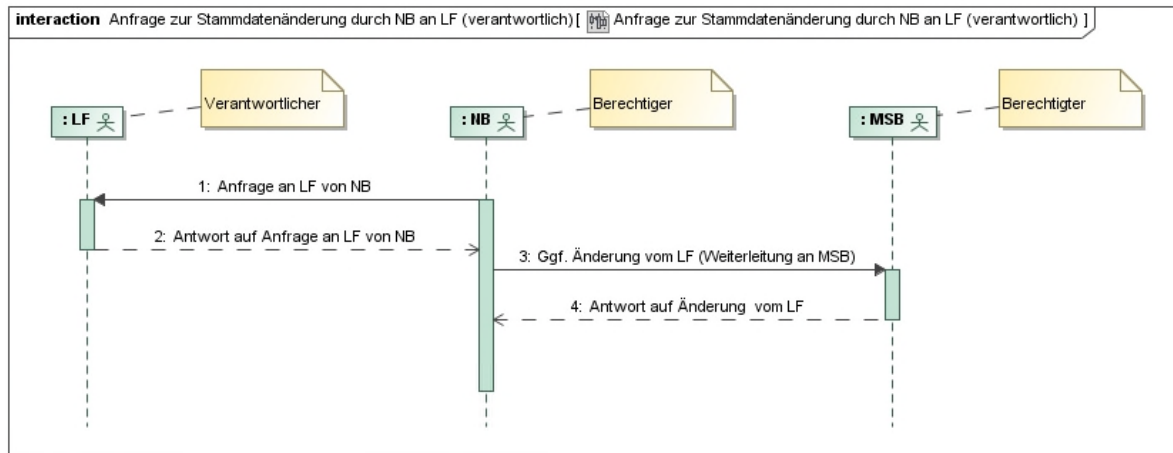 interaction Anfrage zur Stammdatenänderung durch NB an LF (verantwortlich)[ Anfrage zur Stammdatenänderung durch NB an LF (verantwortlich) ]
Verantwortlicher
Berechtiger
Berechtigter
: LF
: NB
: MSB
1: Anfrage an LF von NB
2: Antwort auf Anfrage an LF von NB
3: Ggf. Änderung vom LF (Weiterleitung an MSB)
4: Antwort auf Änderung vom LF